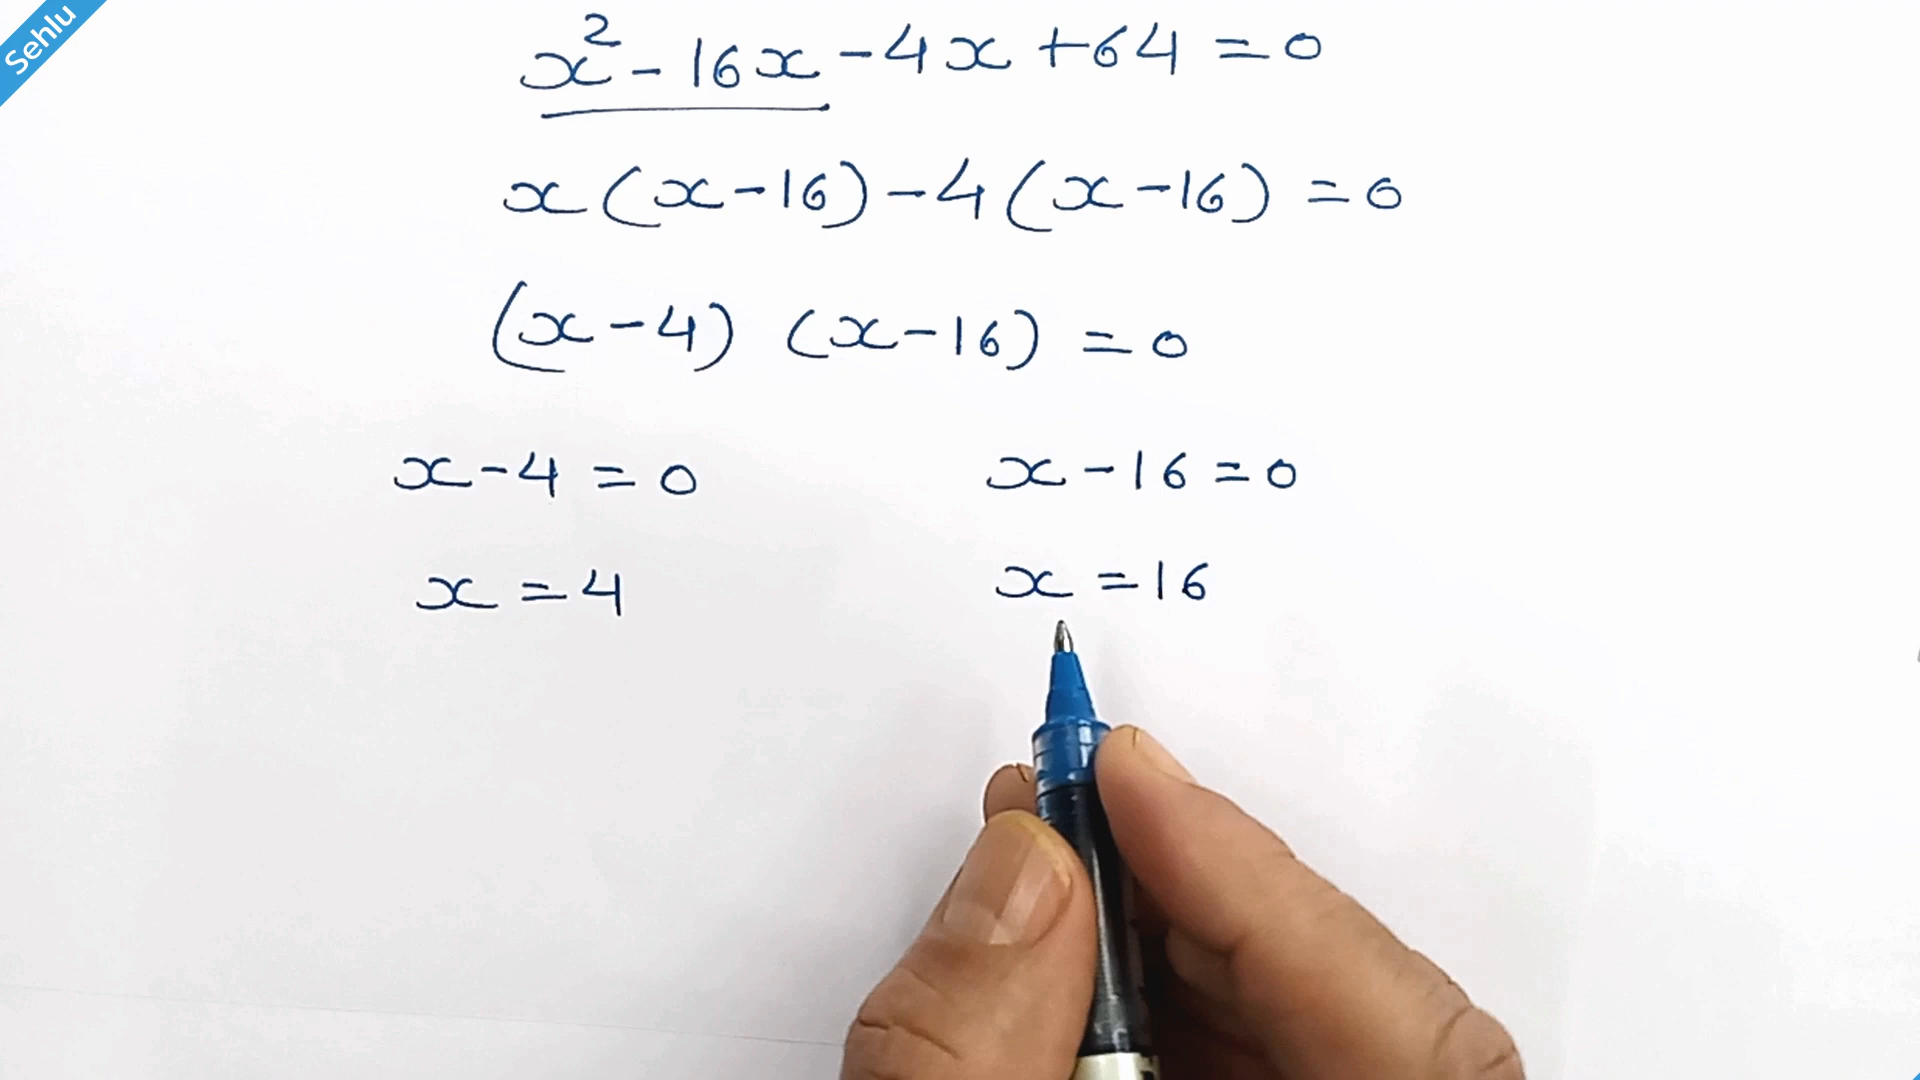 Sehlu
x² - 16x - 4x + 64 = 0
x(x - 16) - 4(x - 16) = 0
(x - 4) (x - 16) = 0
x - 4 = 0 x - 16 = 0
x = 4 x = 16